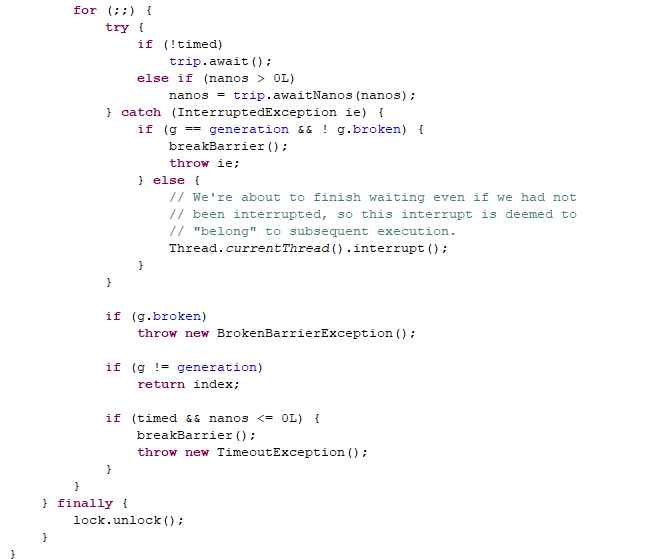 for (;;) {
try {
if (!timed)
trip.await();
else if (nanos > 0L)
nanos = trip.awaitNanos(nanos);
} catch (InterruptedException ie) {
if (g == generation && ! g.broken) {
breakBarrier();
throw ie;
} else {
// We're about to finish waiting even if we had not
// been interrupted, so this interrupt is deemed to
// "belong" to subsequent execution.
Thread.currentThread().interrupt();
}
}
if (g.broken)
throw new BrokenBarrierException();
if (g != generation)
return index;
if (timed && nanos <= 0L) {
breakBarrier();
throw new TimeoutException();
}
}
} finally {
lock.unlock();
}
}